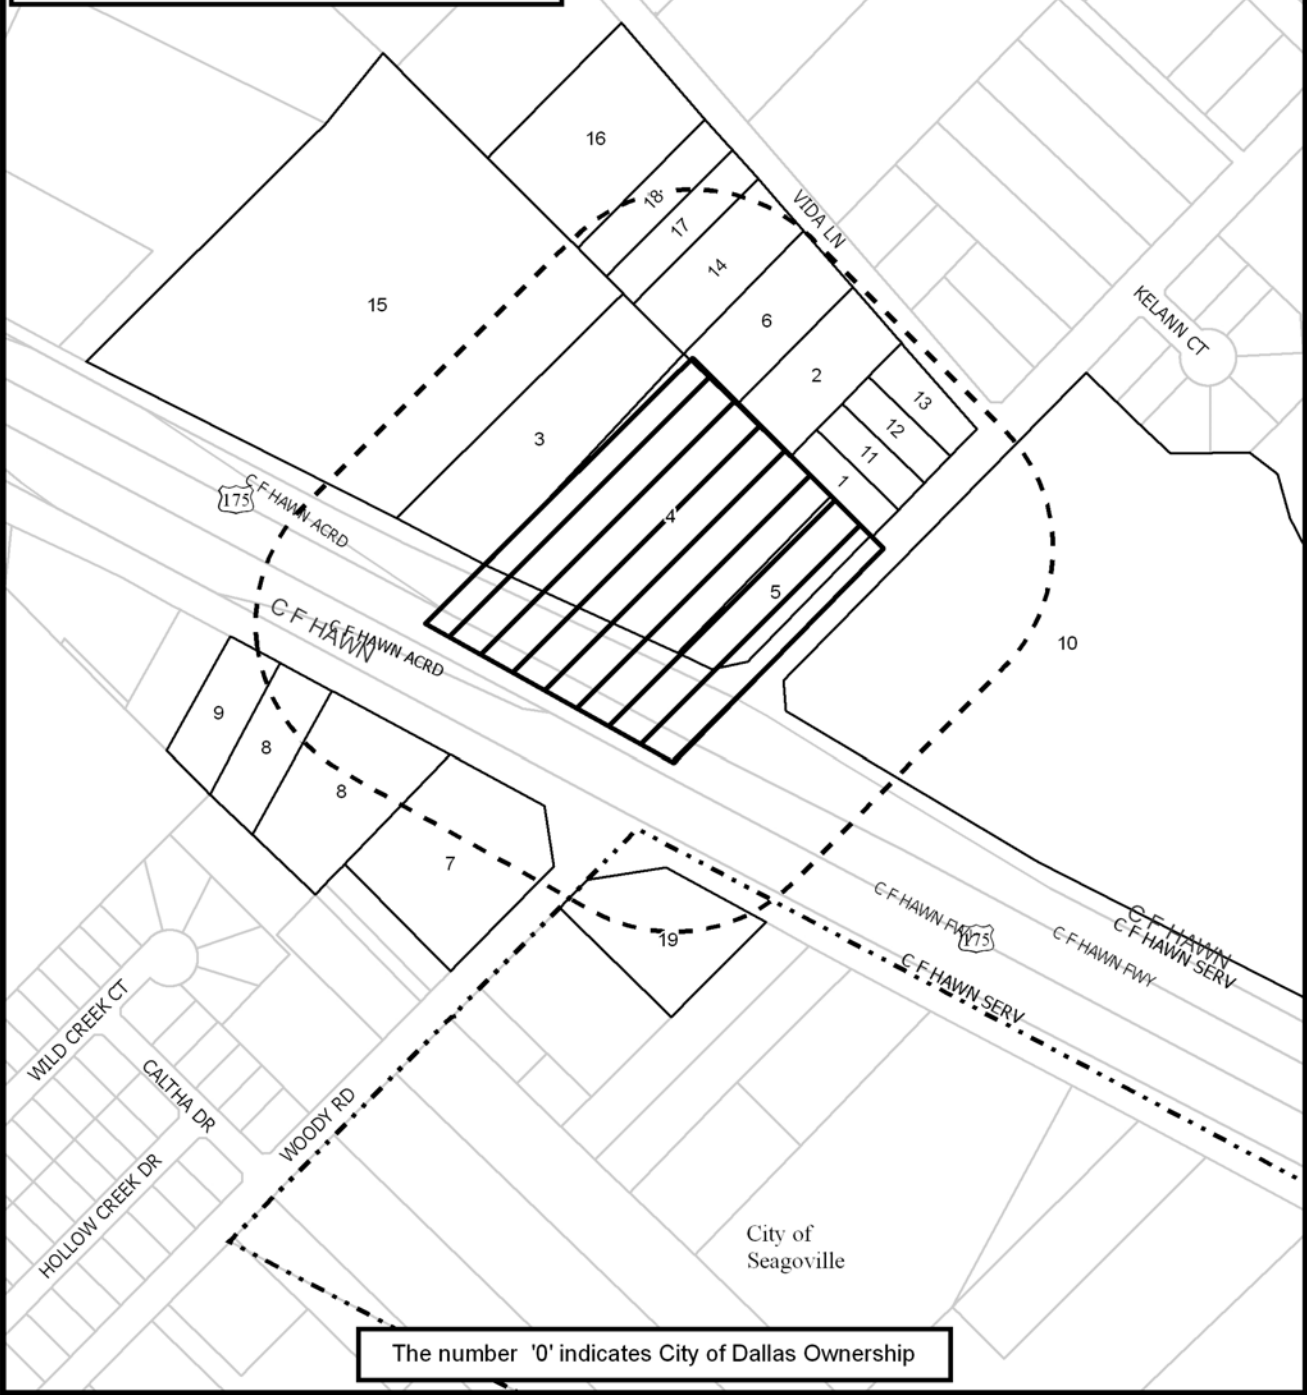 16
18
17
VIDA LN
14
15
6
KELANN CT
2
13
12
11
1
3
175
C F HAWN ACRD
4
5
C F HAWN
C F HAWN ACRD
10
9
8
8
7
19
C F HAWN FWY
175
C F HAWN
C F HAWN SERV
C F HAWN FWY
C F HAWN SERV
WILD CREEK CT
CALTHA DR
WOODY RD
HOLLOW CREEK DR
City of
Seagoville
The number '0' indicates City of Dallas Ownership